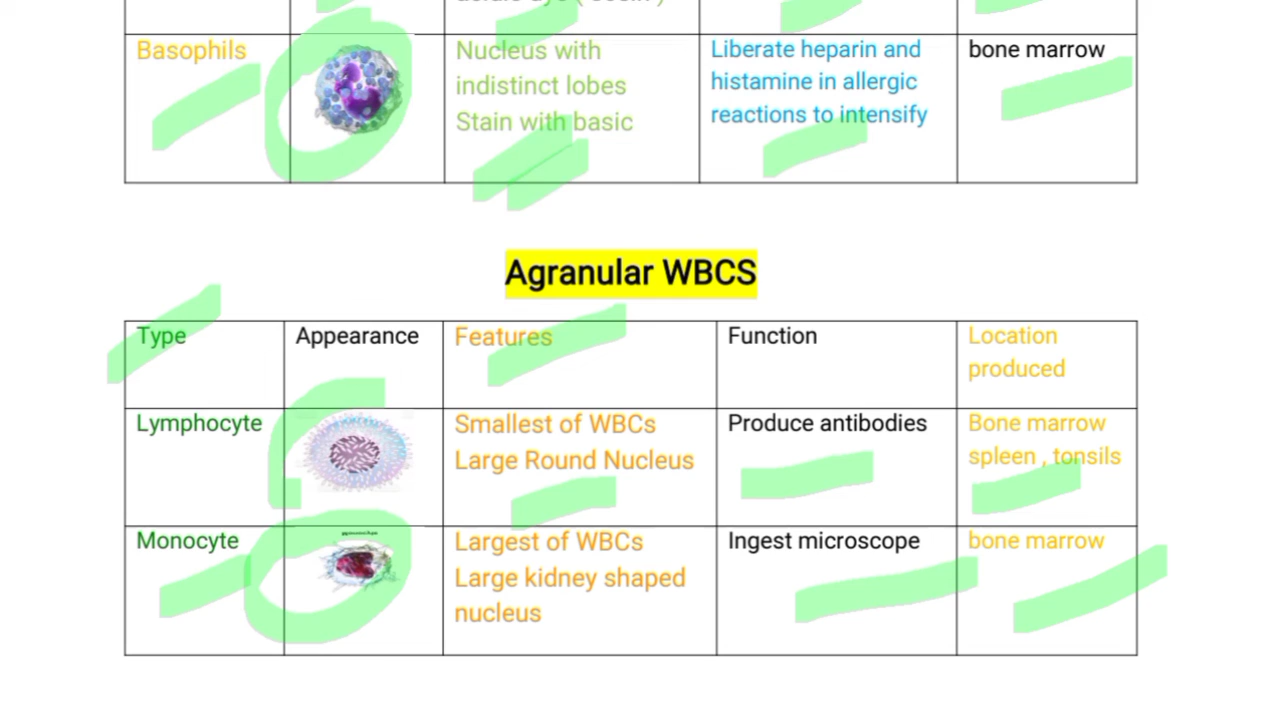 Basophils
Nucleus with
indistinct lobes
Stain with basic
Liberate heparin and
histamine in allergic
reactions to intensify
bone marrow
Agranular WBCS
Type
Appearance
Features
Function
Location
produced
Lymphocyte
Smallest of WBCs
Large Round Nucleus
Produce antibodies
Bone marrow
spleen , tonsils
Monocyte
Largest of WBCs
Large kidney shaped
nucleus
Ingest microscope
bone marrow